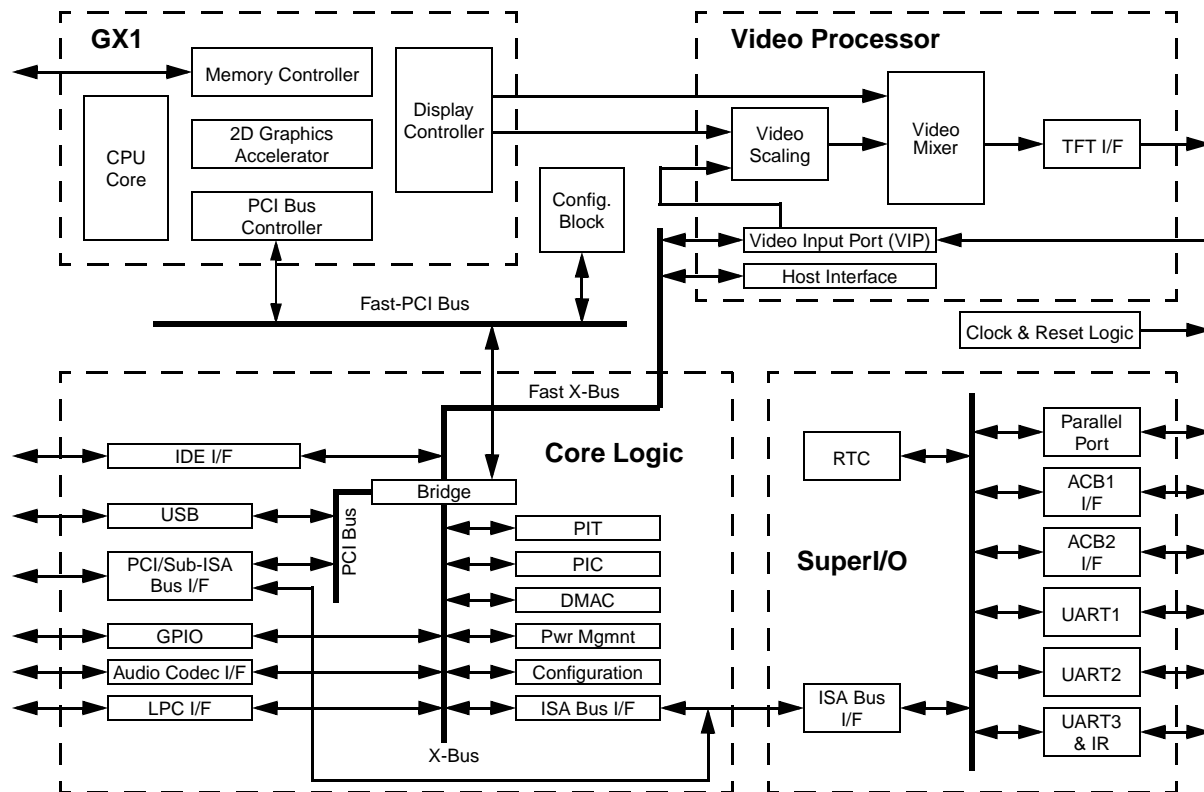 GX1
Memory Controller
CPU
Core
2D Graphics
Accelerator
PCI Bus
Controller
Display
Controller
Config.
Block
Video Processor
Video
Scaling
Video
Mixer
TFT I/F
Video Input Port (VIP)
Host Interface
Fast-PCI Bus
Clock & Reset Logic
Fast X-Bus
Core Logic
IDE I/F
Bridge
USB
PCI Bus
PCI/Sub-ISA
Bus I/F
GPIO
Audio Codec I/F
LPC I/F
PIT
PIC
DMAC
Pwr Mgmnt
Configuration
ISA Bus I/F
X-Bus
SuperI/O
RTC
ISA Bus
I/F
Parallel
Port
ACB1
I/F
ACB2
I/F
UART1
UART2
UART3
& IR